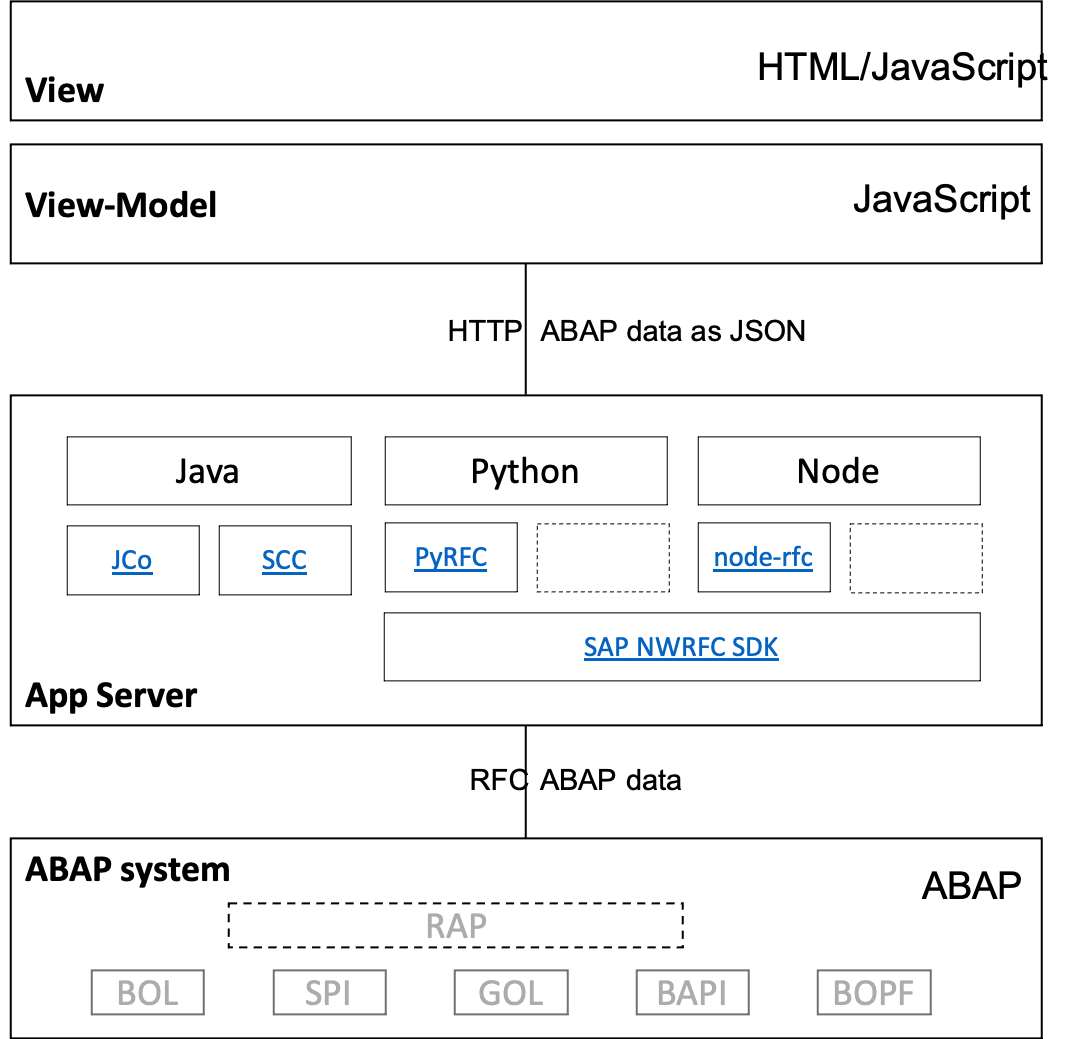 HTML/JavaScript
View
View-Model
JavaScript
HTTP ABAP data as JSON
Java
Python
Node
JCo
SCC
PyRFC
node-rfc
SAP NWRFC SDK
App Server
RFC ABAP data
ABAP system
ABAP
RAP
BOL
SPI
GOL
BAPI
BOPF